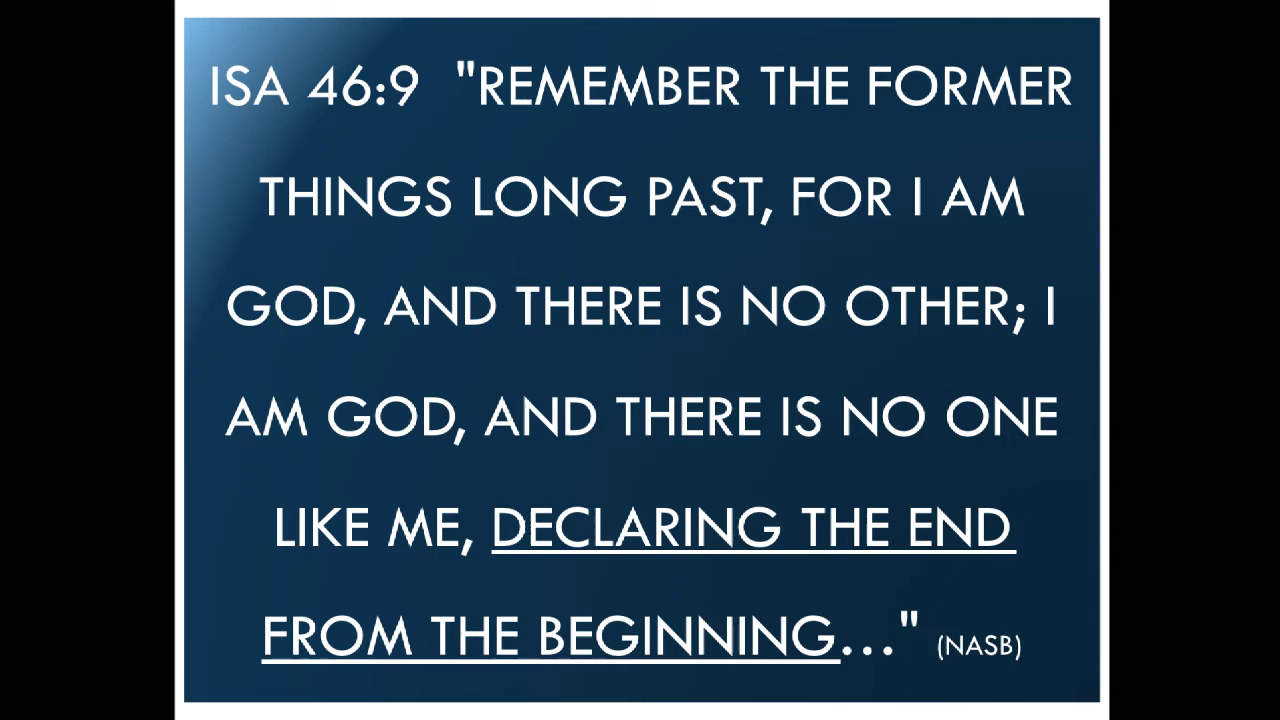 ISA 46:9 "REMEMBER THE FORMER
THINGS LONG PAST, FOR I AM
GOD, AND THERE IS NO OTHER; I
AM GOD, AND THERE IS NO ONE
LIKE ME, DECLARING THE END
FROM THE BEGINNING..." (NASB)